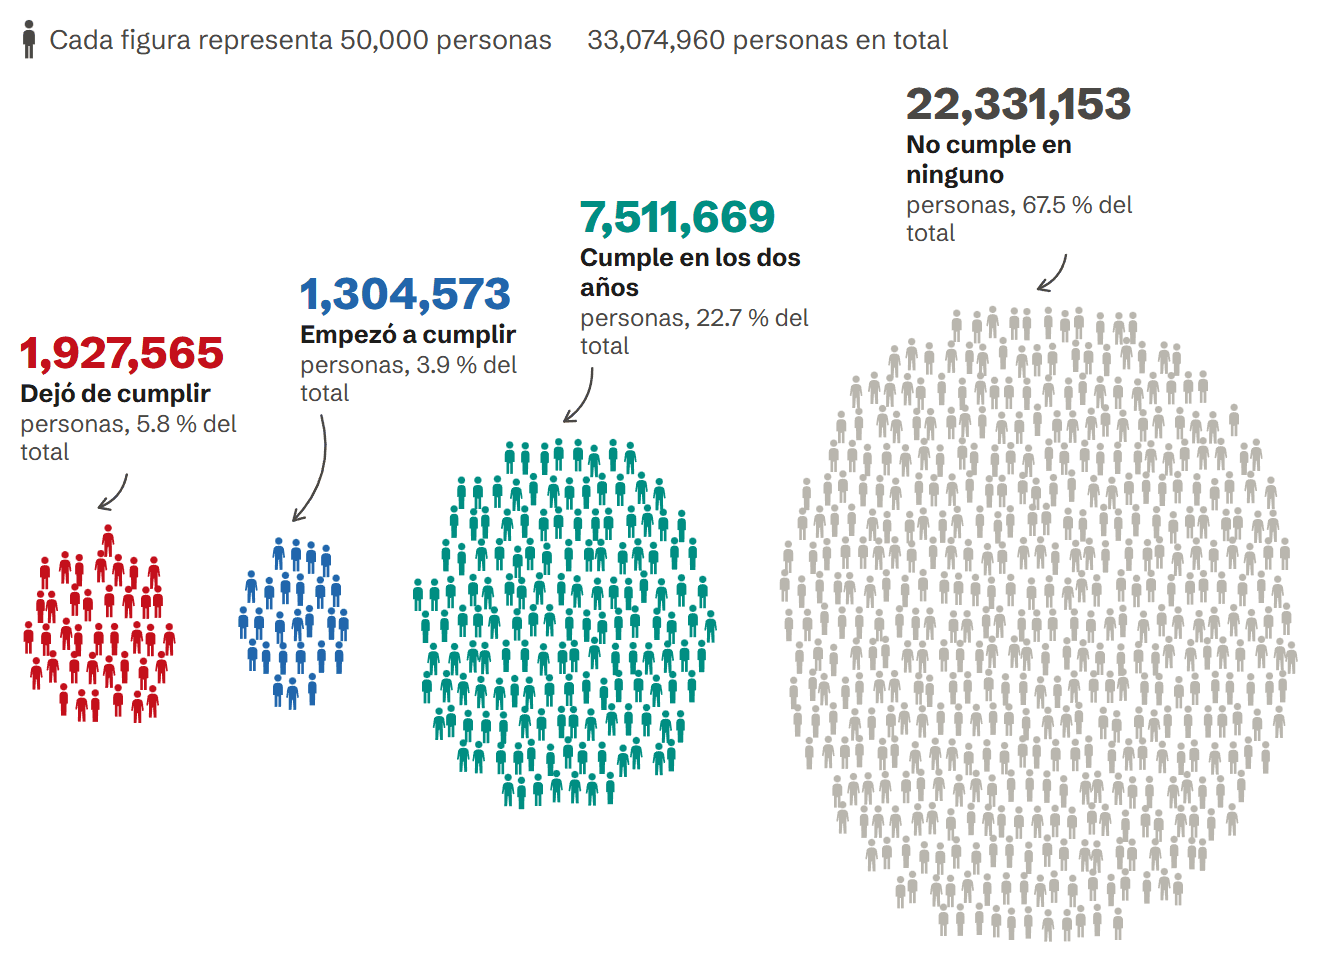 Cada figura representa 50,000 personas 33,074,960 personas en total
1,927,565
Dejó de cumplir
personas, 5.8 % del
total
1,304,573
Empezó a cumplir
personas, 3.9 % del
total
7,511,669
Cumple en los dos
años
personas, 22.7 % del
total
22,331,153
No cumple en
ninguno
personas, 67.5 % del
total